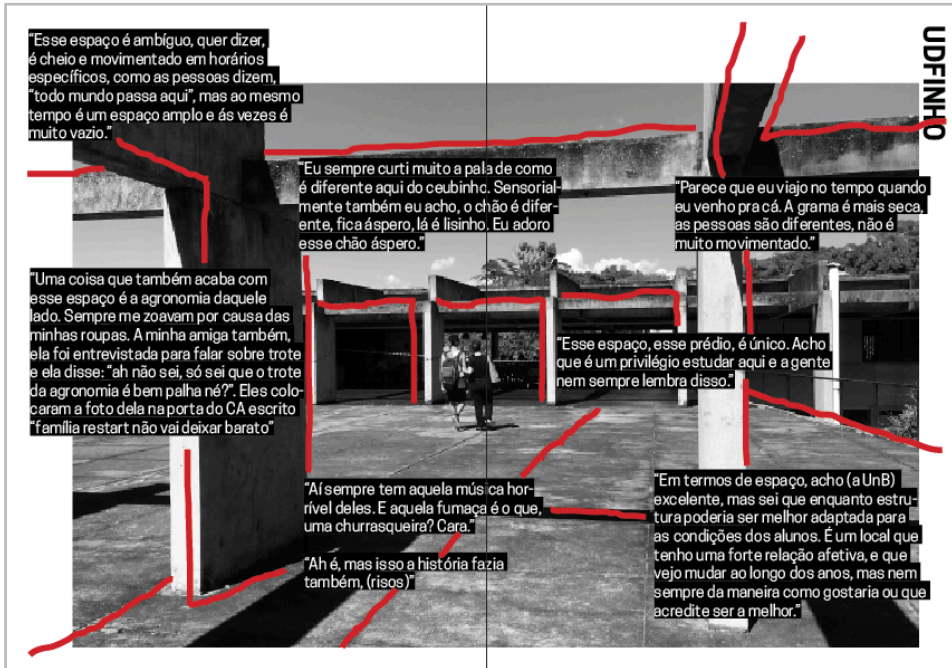 UDFINHO
“Esse espaço é ambíguo, quer dizer,
é cheio e movimentado em horários
específicos, como as pessoas dizem,
“todo mundo passa aqui”, mas ao mesmo
tempo é um espaço amplo e ás vezes é
muito vazio.”
“Eu sempre curti muito a pala de como
é diferente aqui do ceubinho. Sensorial-
mente também eu acho, o chão é difer-
ente, fica áspero, lá é lisinho. Eu adoro
esse chão áspero.”
“Parece que eu viajo no tempo quando
eu venho pra cá. A grama é mais seca,
as pessoas são diferentes, não é
muito movimentado.”
“Uma coisa que também acaba com
esse espaço é a agronomia daquele
lado. Sempre me zoavam por causa das
minhas roupas. A minha amiga também,
ela foi entrevistada para falar sobre trote
e ela disse: “ah não sei, só sei que o trote
da agronomia é bem palha né?”. Eles colo-
caram a foto dela na porta do CA escrito
“família restart não vai deixar barato”
“Esse espaço, esse prédio, é único. Acho
que é um privilégio estudar aqui e a gente
nem sempre lembra disso.”
“Aí sempre tem aquela música hor-
rível deles. E aquela fumaça é o que,
uma churrasqueira? Cara.”
“Ah é, mas isso a história fazia
também, (risos)”
“Em termos de espaço, acho (a UnB)
excelente, mas sei que enquanto estru-
tura poderia ser melhor adaptada para
as condições dos alunos. É um local que
tenho uma forte relação afetiva, e que
vejo mudar ao longo dos anos, mas nem
sempre da maneira como gostaria ou que
acredite ser a melhor.”